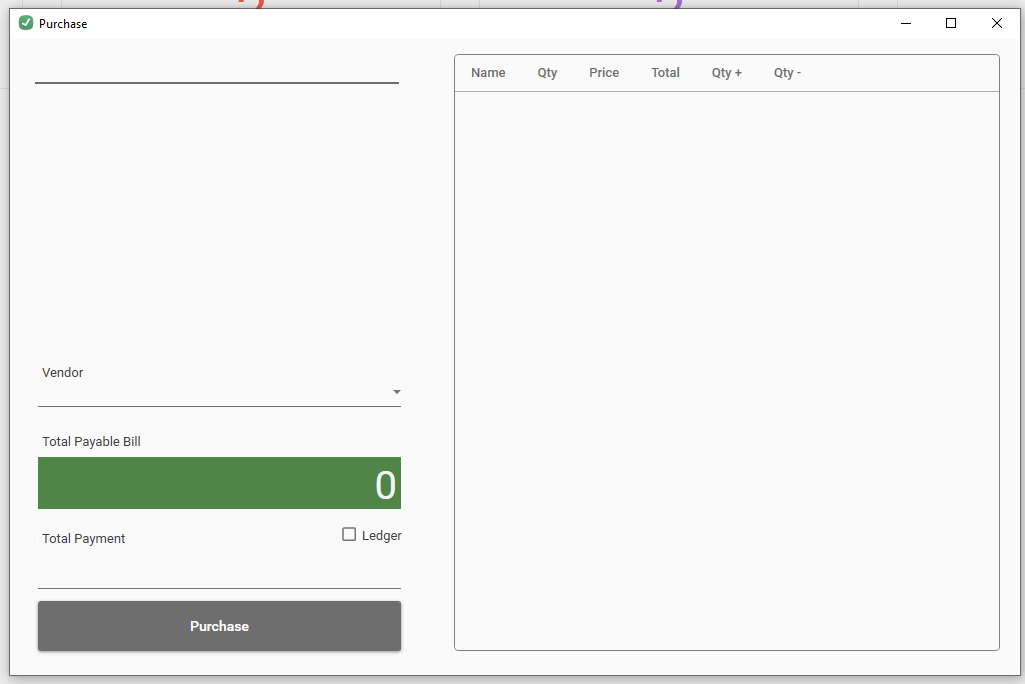 Purchase
Name Qty Price Total Qty + Qty -
Vendor
Total Payable Bill
0
Total Payment
Ledger
Purchase